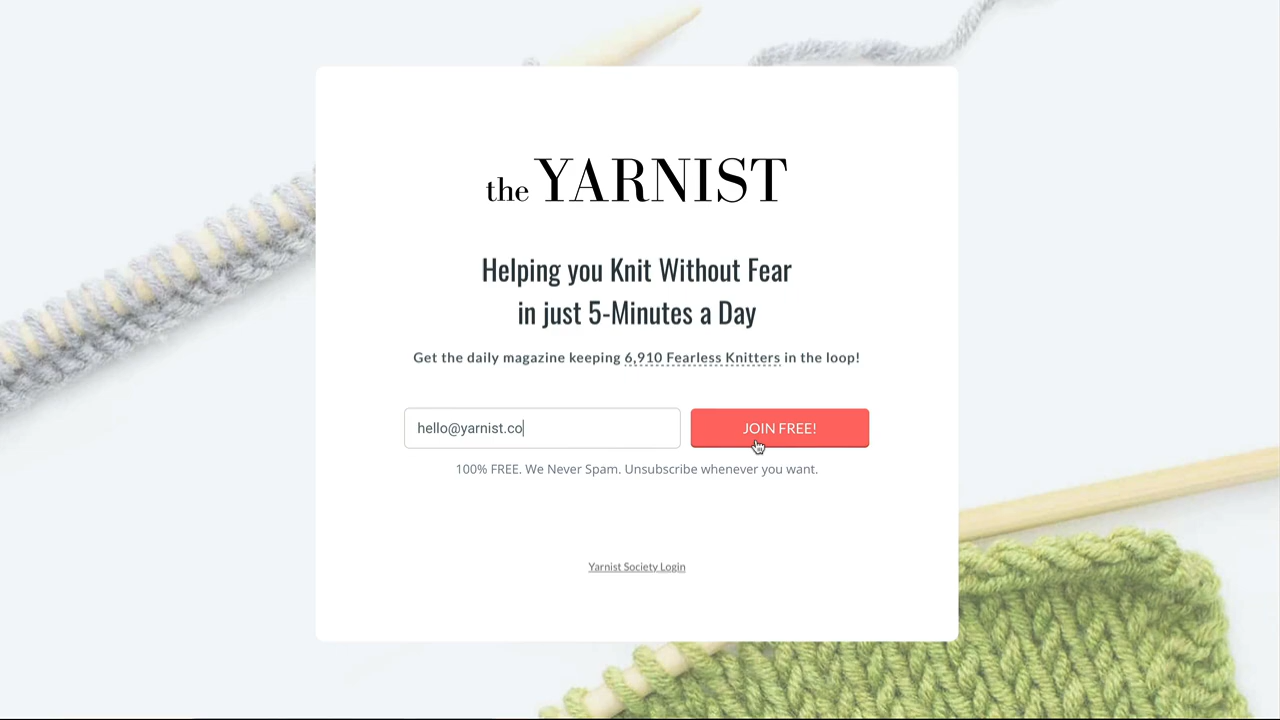 the YARNIST
Helping you Knit Without Fear
in just 5-Minutes a Day
Get the daily magazine keeping 6,910 Fearless Knitters in the loop!
hello@yarnist.co
JOIN FREE!
100% FREE. We Never Spam. Unsubscribe whenever you want.
Yarnist Society Login